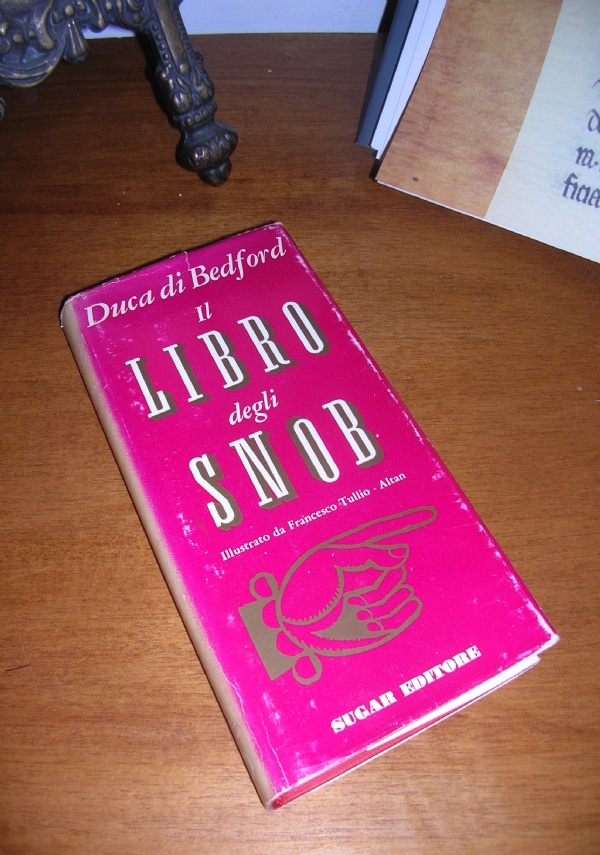 Duca di Bedford
Il
LIBRO
degli
SNOB
Illustrato da Francesco Tullio - Altan
SUGAR EDITORE